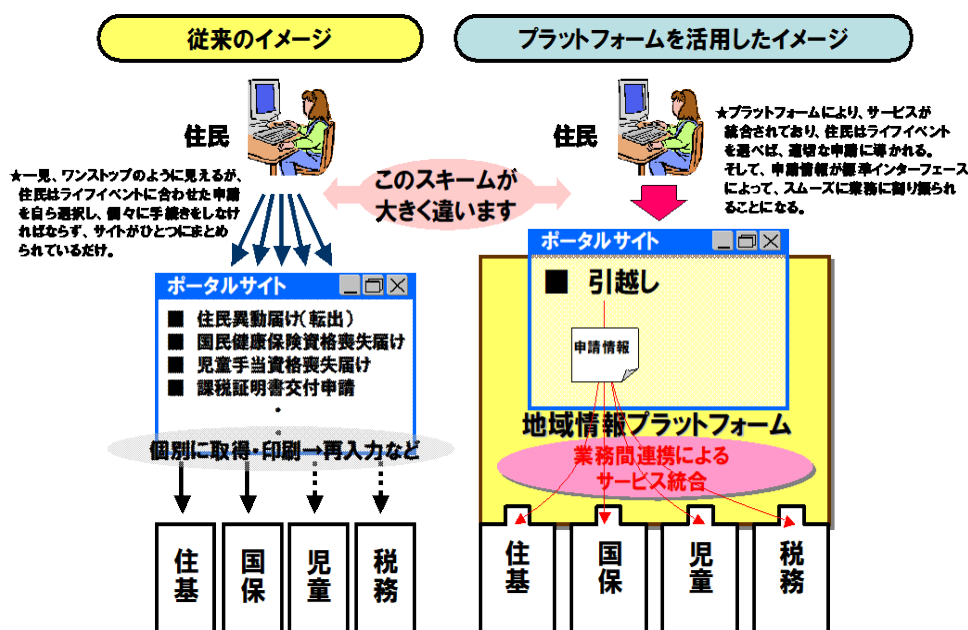 従来のイメージ
プラットフォームを活用したイメージ
住民
★一見、ワンストップのように見えるが、
住民はライフイベントに合わせた申請
を自ら選択し、個々に手続きをしなけ
ればならず、サイトがひとつにまとめ
られているだけ。
このスキームが
大きく違います
住民
★プラットフォームにより、サービスが
統合されており、住民はライフイベント
を選べば、適切な申請に導かれる。
そして、申請情報が標準インターフェース
によって、スムーズに業務に割り振られ
ることになる。
ポータルサイト
■ 住民異動届け(転出)
■ 国民健康保険資格喪失届け
■ 児童手当資格喪失届け
■ 課税証明書交付申請
・
個別に取得・印刷→再入力など
住基
国保
児童
税務
ポータルサイト
■ 引越し
申請情報
地域情報プラットフォーム
業務間連携による
サービス統合
住基
国保
児童
税務